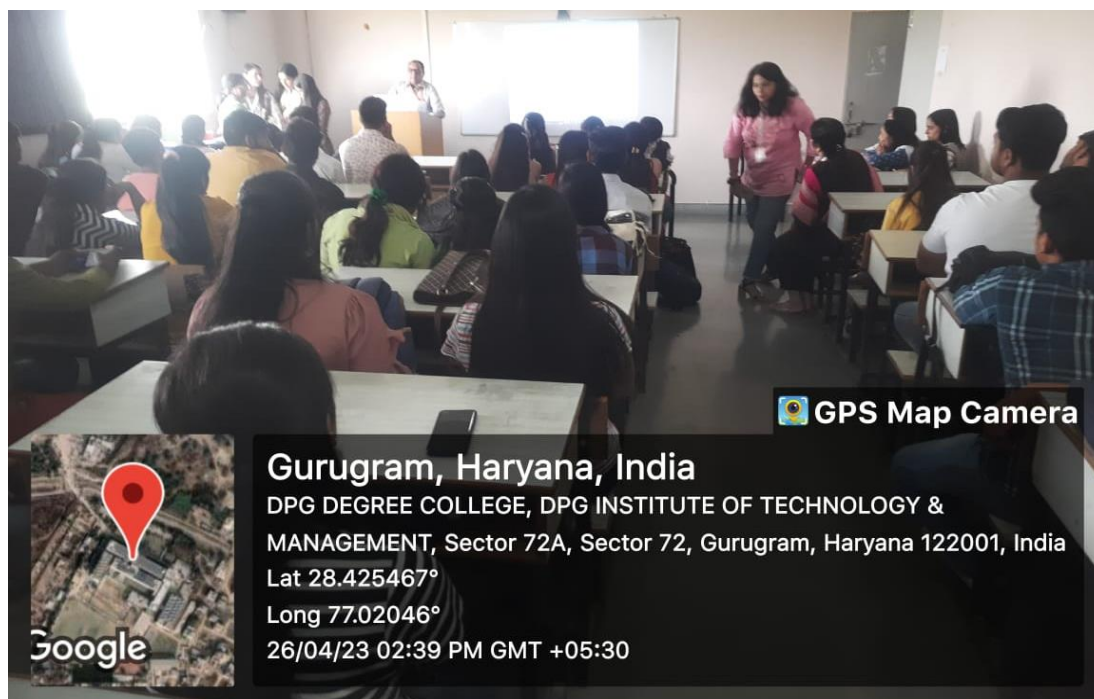 GPS Map Camera
Gurugram, Haryana, India
DPG DEGREE COLLEGE, DPG INSTITUTE OF TECHNOLOGY &
MANAGEMENT, Sector 72A, Sector 72, Gurugram, Haryana 122001, India
Lat 28.425467°
Long 77.02046°
26/04/23 02:39 PM GMT +05:30
Google